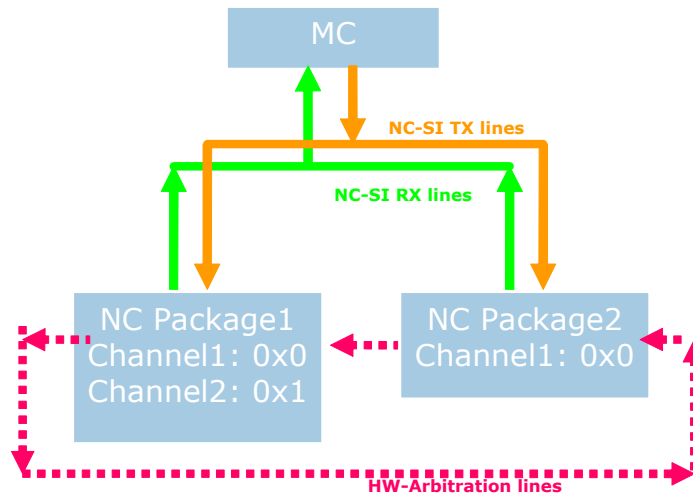 MC
NC-SI TX lines
NC-SI RX lines
NC Package1
Channel1: 0x0
Channel2: 0x1
NC Package2
Channel1: 0x0
HW-Arbitration lines